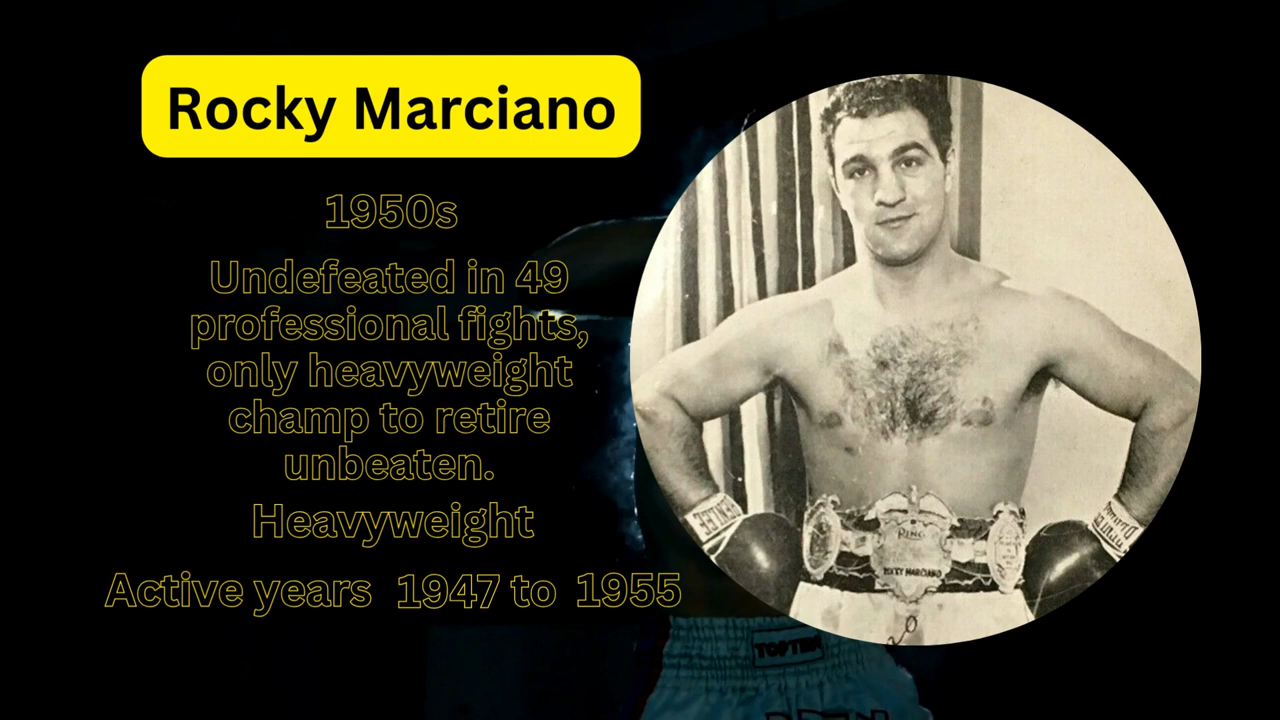 Rocky Marciano
1950s
Undefeated in 49
professional fights,
only heavyweight
champ to retire
unbeaten.
Heavyweight
Active years 1947 to 1955
RING
ROCKY MARCIANO
TOPTEN